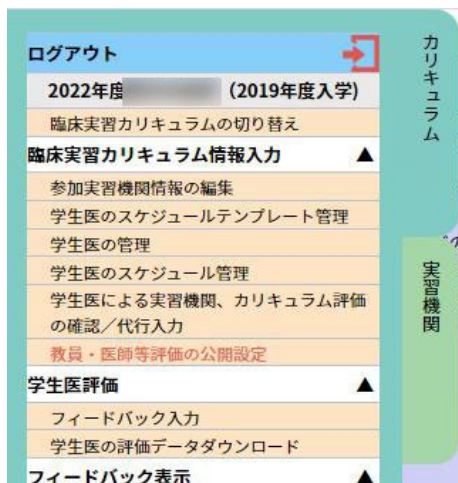 ログアウト
2022年度 (2019年度入学)
臨床実習カリキュラムの切り替え
臨床実習カリキュラム情報入力 ▲
参加実習機関情報の編集
学生医のスケジュールテンプレート管理
学生医の管理
学生医のスケジュール管理
学生医による実習機関、カリキュラム評価
の確認／代行入力
教員・医師等評価の公開設定
学生医評価 ▲
フィードバック入力
学生医の評価データダウンロード
フィードバック表示 ▲
カリキュラム
実習機関